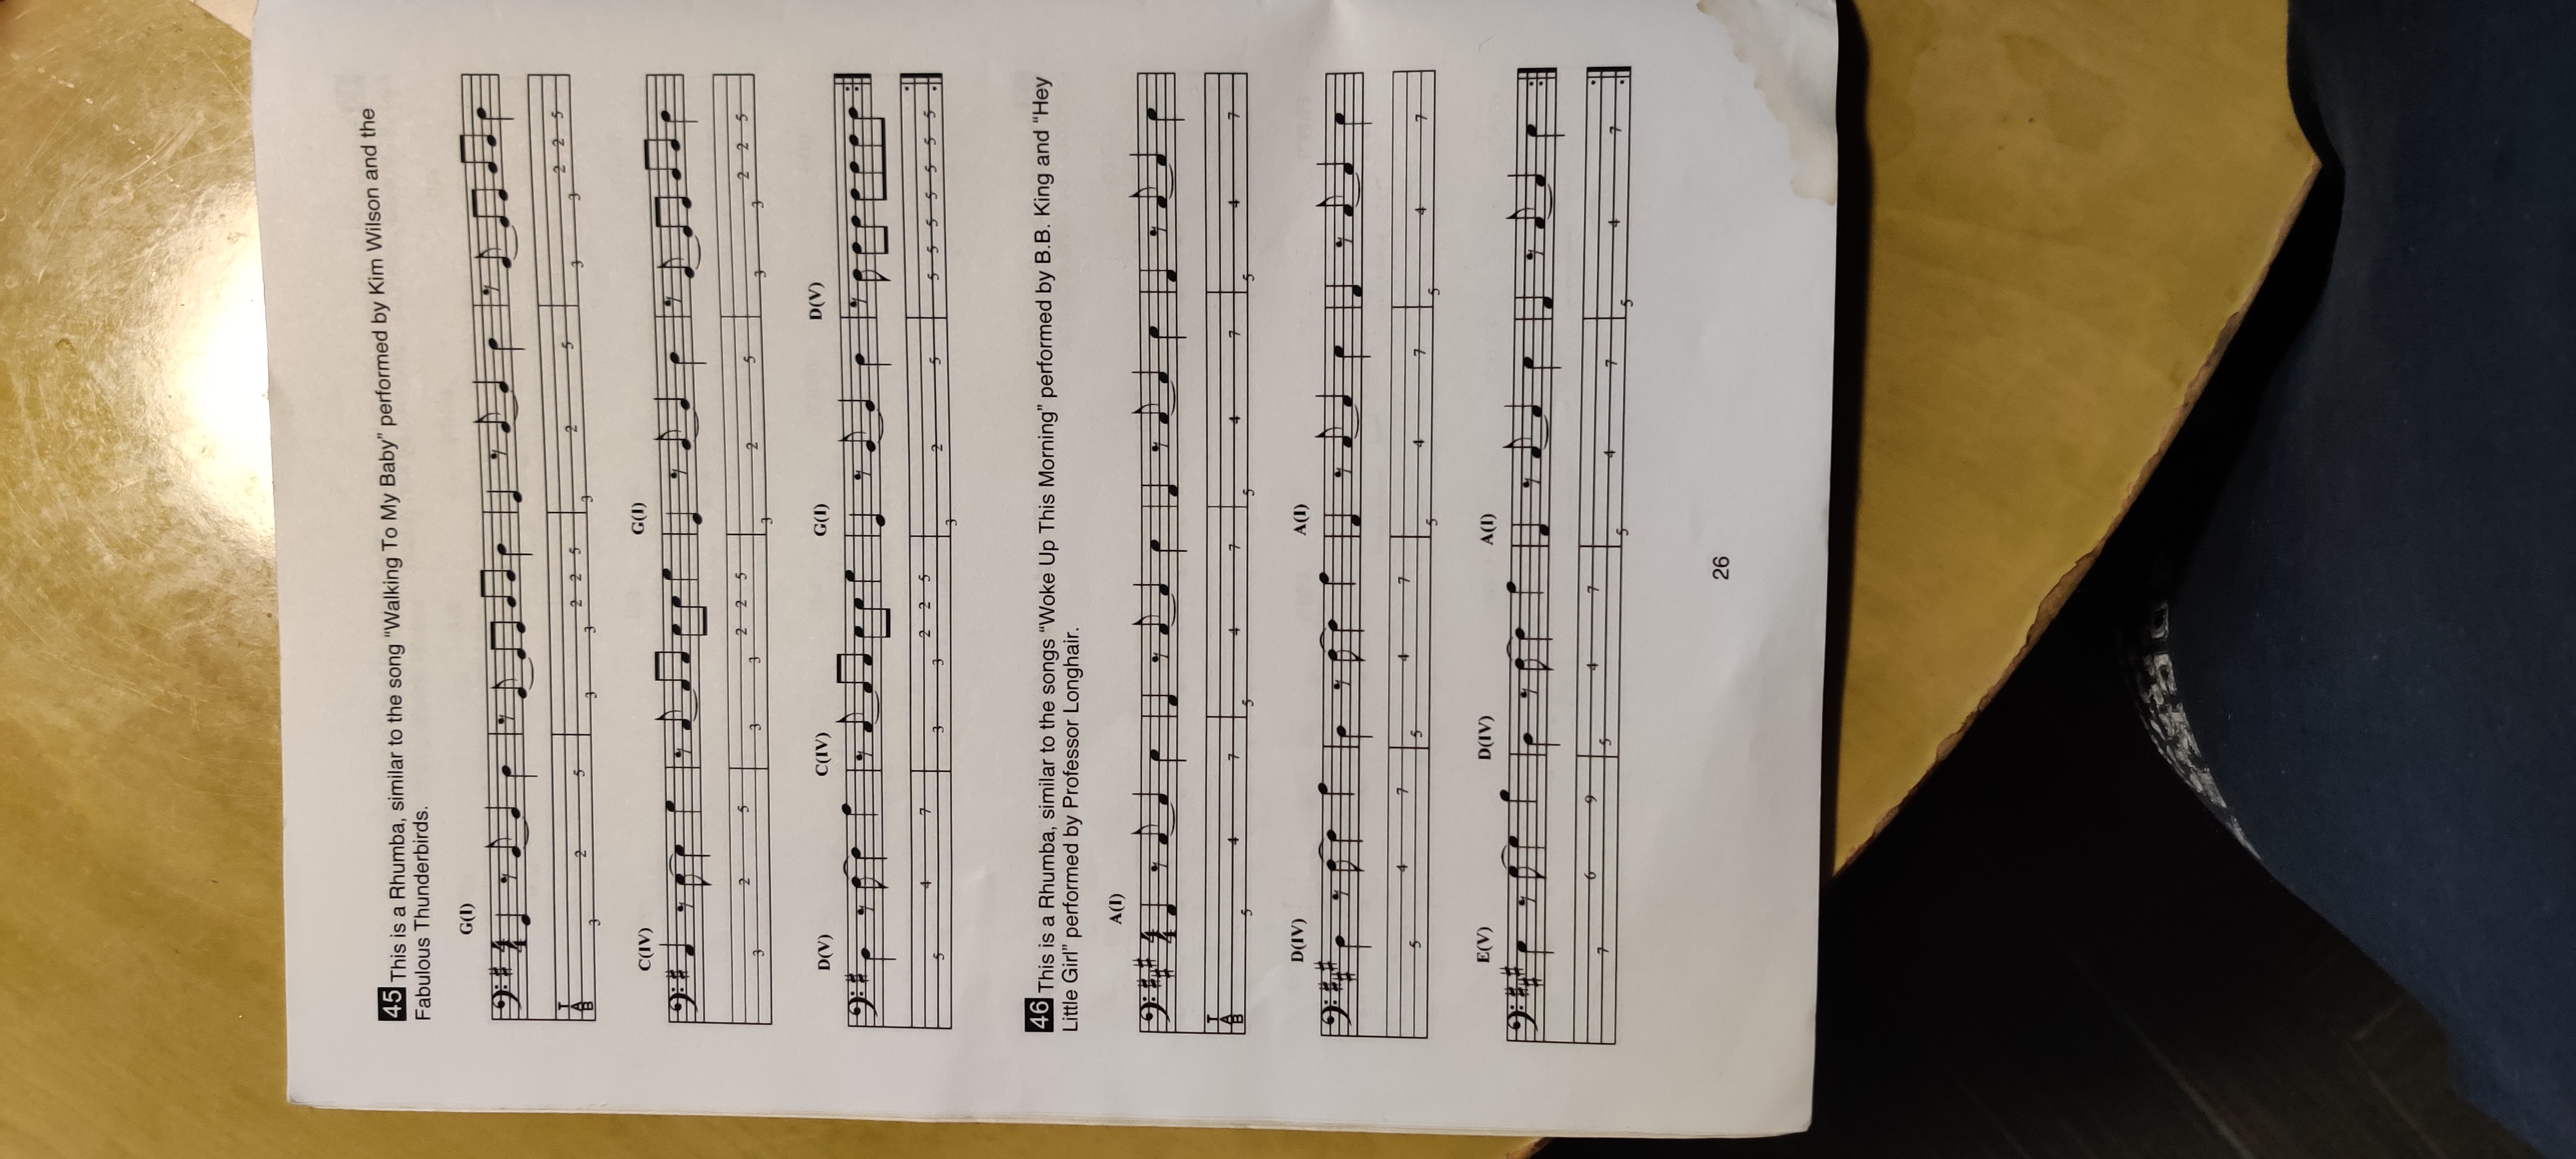 45 This is a Rhumba, similar to the song “Walking To My Baby” performed by Kim Wilson and the
Fabulous Thunderbirds.
G(I)
4 4
T A B
3 2 5 3 3 2 2 5 3 2 5 3 3 2 2 5
C(IV) G(I)
3 2 5 3 3 2 2 5 3 2 5 3 3 2 2 5
D(V) C(IV) G(I) D(V)
5 4 7 3 3 2 2 5 3 2 5 5 5 5 5 5 5 5
46 This is a Rhumba, similar to the songs “Woke Up This Morning” performed by B.B. King and “Hey
Little Girl” performed by Professor Longhair.
A(I)
4 4
T A B
5 4 7 5 4 7 5 4 7 5 4 7
D(IV) A(I)
5 4 7 5 4 7 5 4 7 5 4 7
E(V) D(IV) A(I)
7 6 9 5 4 7 5 4 7 5 4 7
26